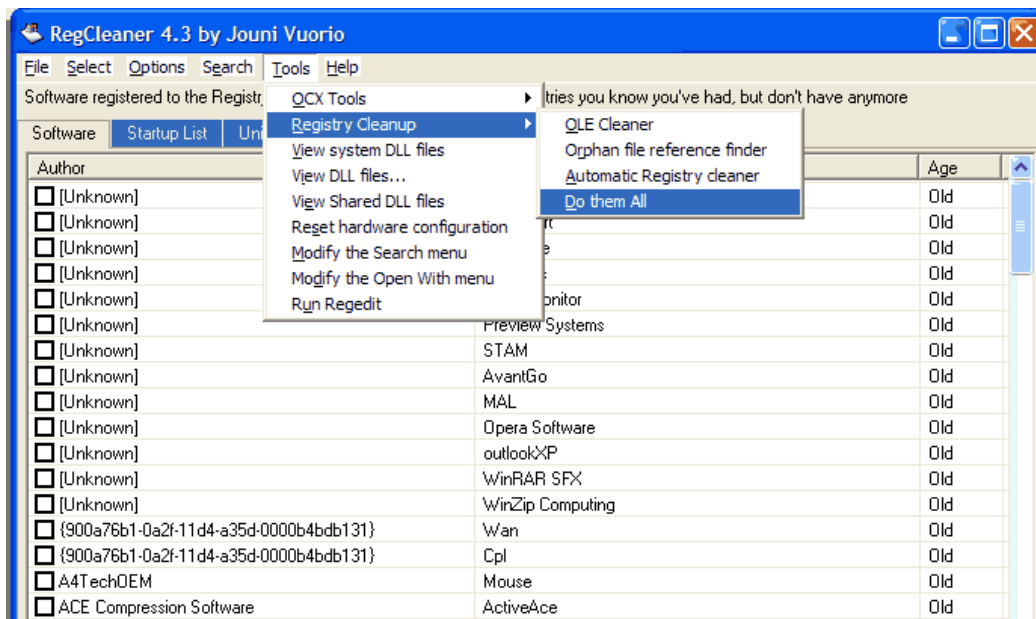 RegCleaner 4.3 by Jouni Vuorio
File Select Options Search Tools Help
Software registered to the Registr tries you know you've had, but don't have anymore
Software Startup List Uni
OCX Tools
Registry Cleanup
View system DLL files
View DLL files...
View Shared DLL files
Reset hardware configuration
Modify the Search menu
Modify the Open With menu
Run Regedit
OLE Cleaner
Orphan file reference finder
Automatic Registry cleaner
Do them All
Author Age
[Unknown] Old
[Unknown] Old
[Unknown] Old
[Unknown] Old
[Unknown] onitor Old
[Unknown] Preview Systems Old
[Unknown] STAM Old
[Unknown] AvantGo Old
[Unknown] MAL Old
[Unknown] Opera Software Old
[Unknown] outlookXP Old
[Unknown] WinRAR SFX Old
[Unknown] WinZip Computing Old
{900a76b1-0a2f-11d4-a35d-0000b4bdb131} Wan Old
{900a76b1-0a2f-11d4-a35d-0000b4bdb131} Cpl Old
A4TechOEM Mouse Old
ACE Compression Software ActiveAce Old